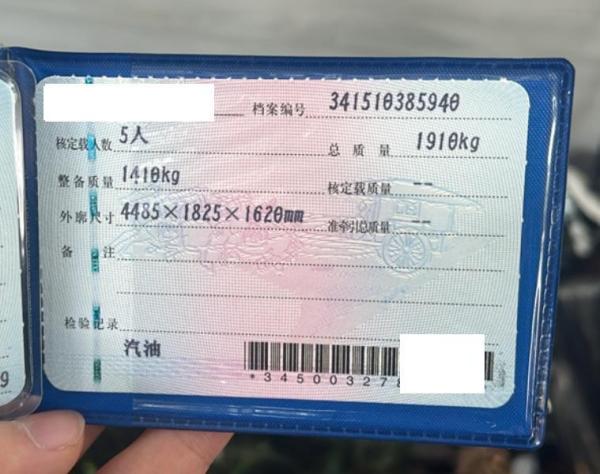 档案编号 341510385940
核定载人数 5人 总质量 1910kg
整备质量 1410kg 核定载质量 --
外廓尺寸 4485×1825×1620mm 准牵引总质量 --
备注
检验记录
汽油
*34500327
9